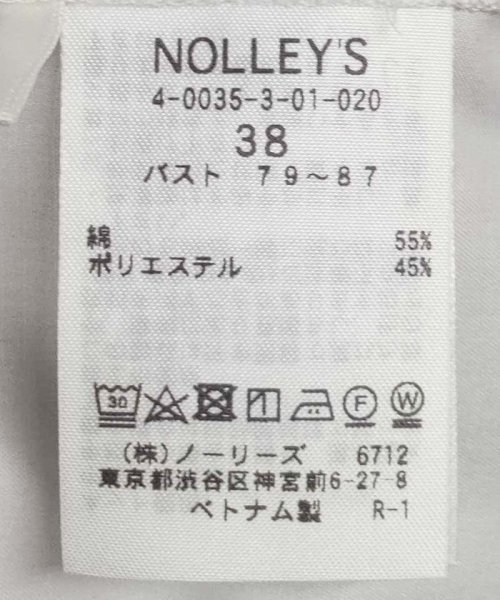 NOLLEY'S
4-0035-3-01-020
38
バスト 79〜87
綿 55%
ポリエステル 45%
30 F W
(株)ノーリーズ 6712
東京都渋谷区神宮前6-27-8
ベトナム製 R-1